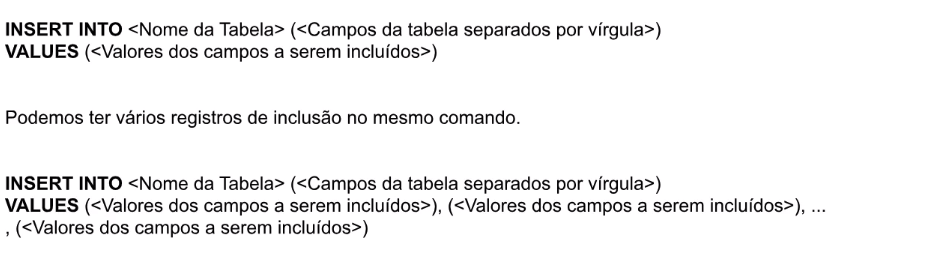 INSERT INTO <Nome da Tabela> (<Campos da tabela separados por vírgula>)
VALUES (<Valores dos campos a serem incluídos>)
Podemos ter vários registros de inclusão no mesmo comando.
INSERT INTO <Nome da Tabela> (<Campos da tabela separados por vírgula>)
VALUES (<Valores dos campos a serem incluídos>), (<Valores dos campos a serem incluídos>), ...
, (<Valores dos campos a serem incluídos>)